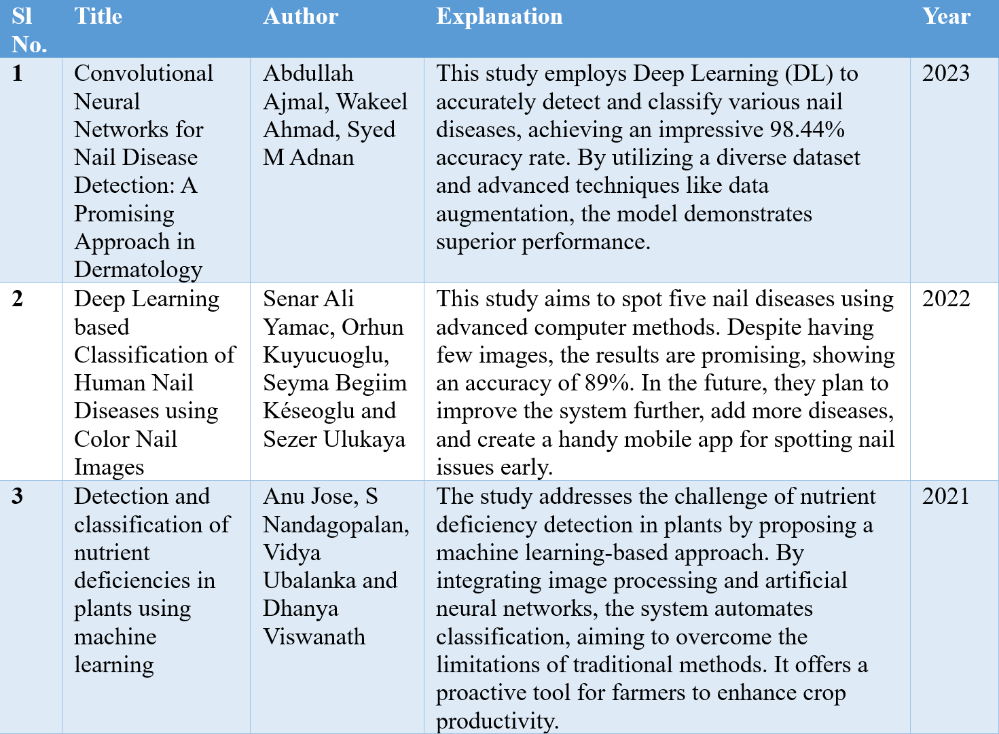 Sl No.
Title
Author
Explanation
Year
1
Convolutional
Neural
Networks for
Nail Disease
Detection: A
Promising
Approach in
Dermatology
Abdullah
Ajmal, Wakeel
Ahmad, Syed
M Adnan
This study employs Deep Learning (DL) to
accurately detect and classify various nail
diseases, achieving an impressive 98.44%
accuracy rate. By utilizing a diverse dataset
and advanced techniques like data
augmentation, the model demonstrates
superior performance.
2023
2
Deep Learning
based
Classification of
Human Nail
Diseases using
Color Nail
Images
Senar Ali
Yamac, Orhun
Kuyucuoglu,
Seyma Begiim
Késeoglu and
Sezer Ulukaya
This study aims to spot five nail diseases using
advanced computer methods. Despite having
few images, the results are promising, showing
an accuracy of 89%. In the future, they plan to
improve the system further, add more diseases,
and create a handy mobile app for spotting nail
issues early.
2022
3
Detection and
classification of
nutrient
deficiencies in
plants using
machine
learning
Anu Jose, S
Nandagopalan,
Vidya
Ubalanka and
Dhanya
Viswanath
The study addresses the challenge of nutrient
deficiency detection in plants by proposing a
machine learning-based approach. By
integrating image processing and artificial
neural networks, the system automates
classification, aiming to overcome the
limitations of traditional methods. It offers a
proactive tool for farmers to enhance crop
productivity.
2021